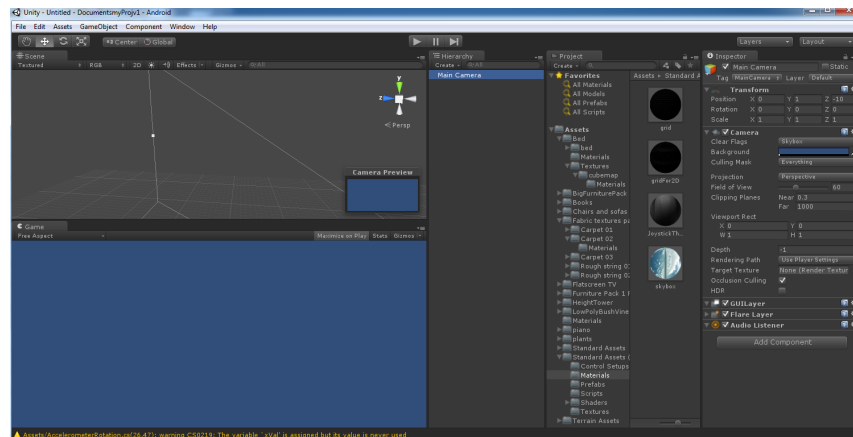 Unity - Untitled - DocumentsmyProjv1 - Android
File Edit Assets GameObject Component Window Help
Center Global
Layers Layout
Scene
Textured RGB 2D Effects Gizmos All
y
z
Persp
Camera Preview
Game
Free Aspect Maximize on Play Stats Gizmos
Hierarchy
Create All
Main Camera
Project
Create
Favorites
All Materials
All Models
All Prefabs
All Scripts
Assets
Bed
bed
Materials
Textures
cubemap
Materials
BigFurniturePack
Books
Chairs and sofas
Fabric textures pa
Carpet 01
Carpet 02
Materials
Carpet 03
Rough string 01
Rough string 02
Flatscreen TV
Furniture Pack 1
HeightTower
LowPolyBushVine
Materials
piano
plants
Standard Assets
Standard Assets (
Control Setups
Materials
Prefabs
Scripts
Shaders
Textures
Terrain Assets
Assets Standard A
grid
gridFor2D
JoystickTh...
skybox
Inspector
Main Camera Static
Tag MainCamera Layer Default
Transform
Position X 0 Y 1 Z -10
Rotation X 0 Y 0 Z 0
Scale X 1 Y 1 Z 1
Camera
Clear Flags Skybox
Background
Culling Mask Everything
Projection Perspective
Field of View 60
Clipping Planes Near 0.3
Far 1000
Viewport Rect
X 0 Y 0
W 1 H 1
Depth -1
Rendering Path Use Player Settings
Target Texture None (Render Textur
Occlusion Culling
HDR
GUILayer
Flare Layer
Audio Listener
Add Component
Assets/AccelerometerRotation.cs(26,47): warning CS0219: The variable `xVal' is assigned but its value is never used